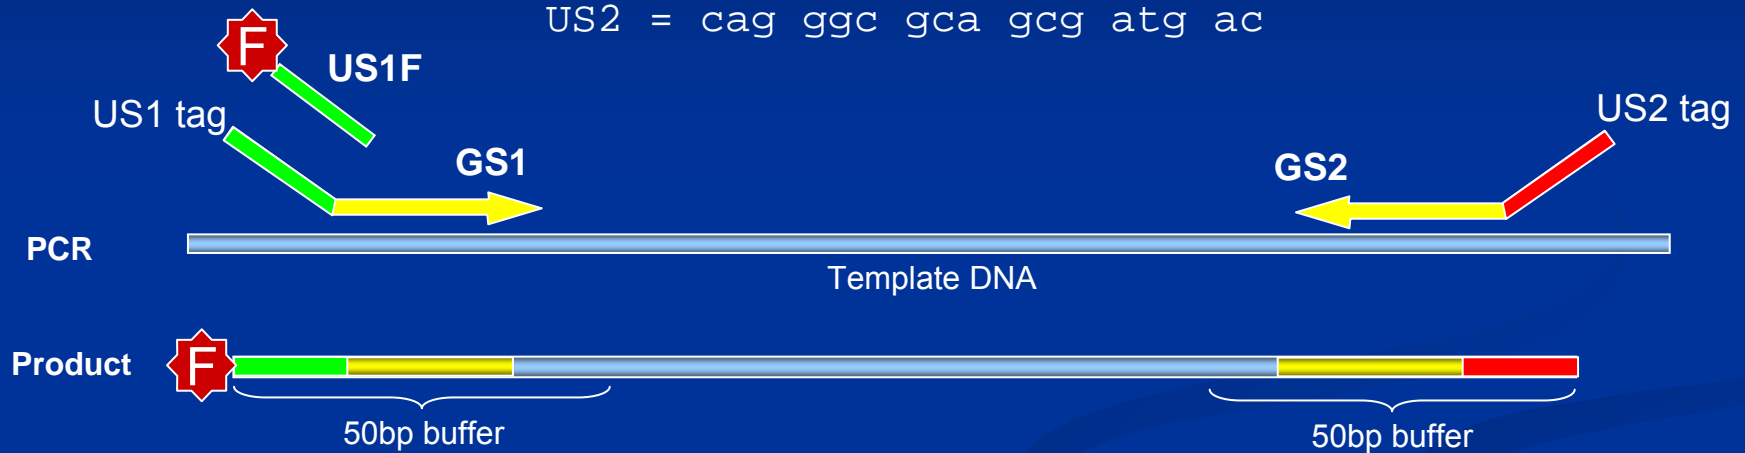 US2 = cag ggc gca gcg atg ac
F
US1F
US1 tag
US2 tag
GS1
GS2
PCR
Template DNA
Product
F
50bp buffer
50bp buffer